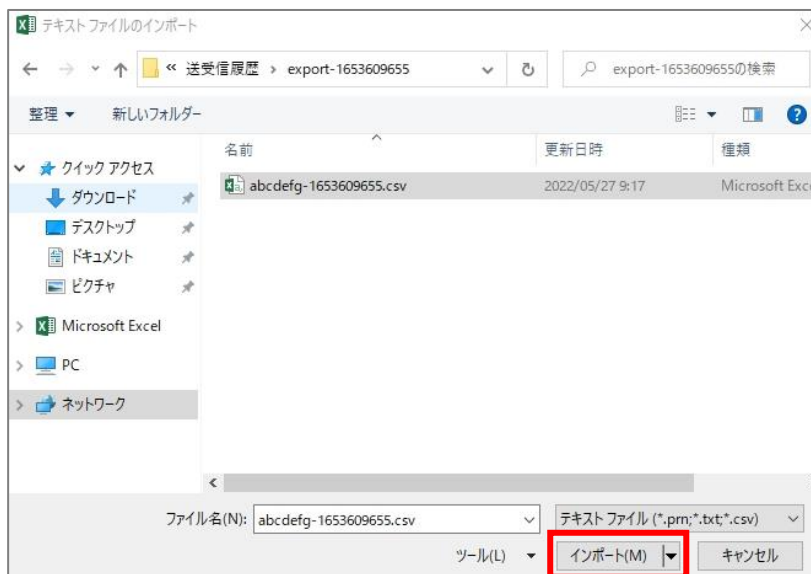 テキスト ファイルのインポート
« 送受信履歴 › export-1653609655
export-1653609655の検索
整理 新しいフォルダー
名前 更新日時 種類
クイック アクセス
abcdefg-1653609655.csv 2022/05/27 9:17 Microsoft Exc
ダウンロード
デスクトップ
ドキュメント
ピクチャ
Microsoft Excel
PC
ネットワーク
ファイル名(N): abcdefg-1653609655.csv テキスト ファイル (*.prn;*.txt;*.csv)
ツール(L) インポート(M) キャンセル